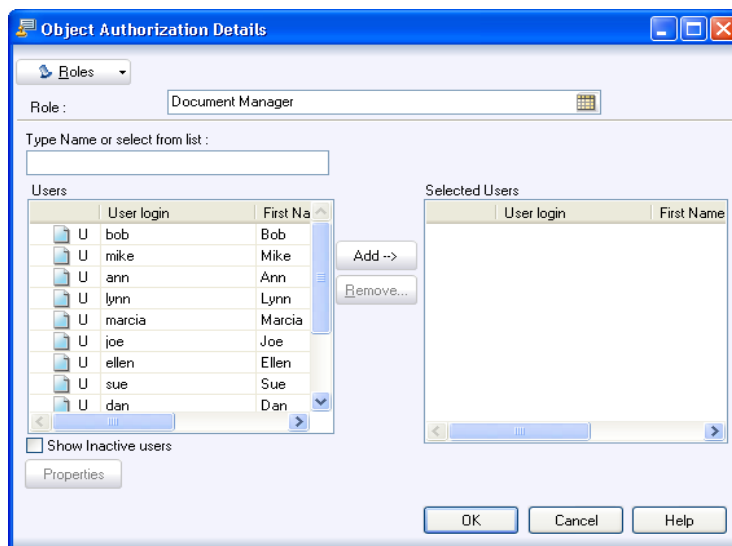 Object Authorization Details
Roles
Role :
Document Manager
Type Name or select from list :
Users
Selected Users
User login First Na
User login First Name
U bob Bob
U mike Mike
U ann Ann
U lynn Lynn
U marcia Marcia
U joe Joe
U ellen Ellen
U sue Sue
U dan Dan
Add -->
Remove...
Show Inactive users
Properties
OK Cancel Help